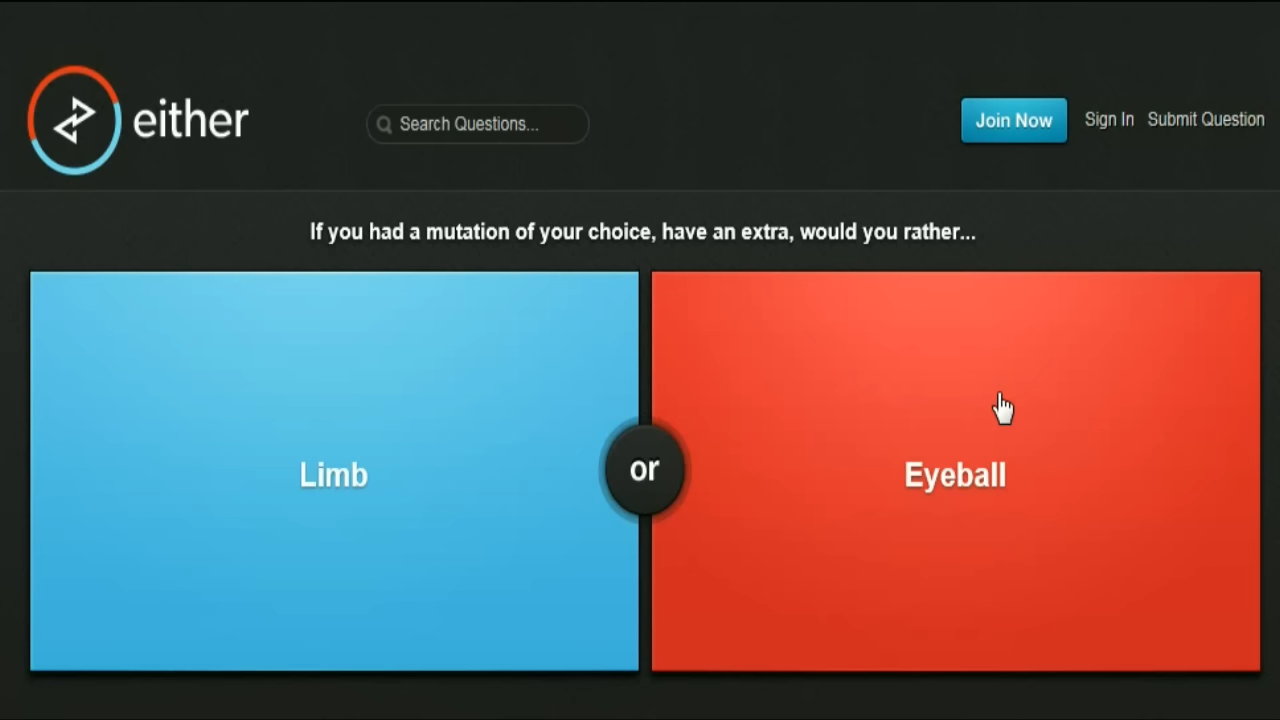 either
Search Questions...
Join Now
Sign In
Submit Question
If you had a mutation of your choice, have an extra, would you rather...
Limb
or
Eyeball